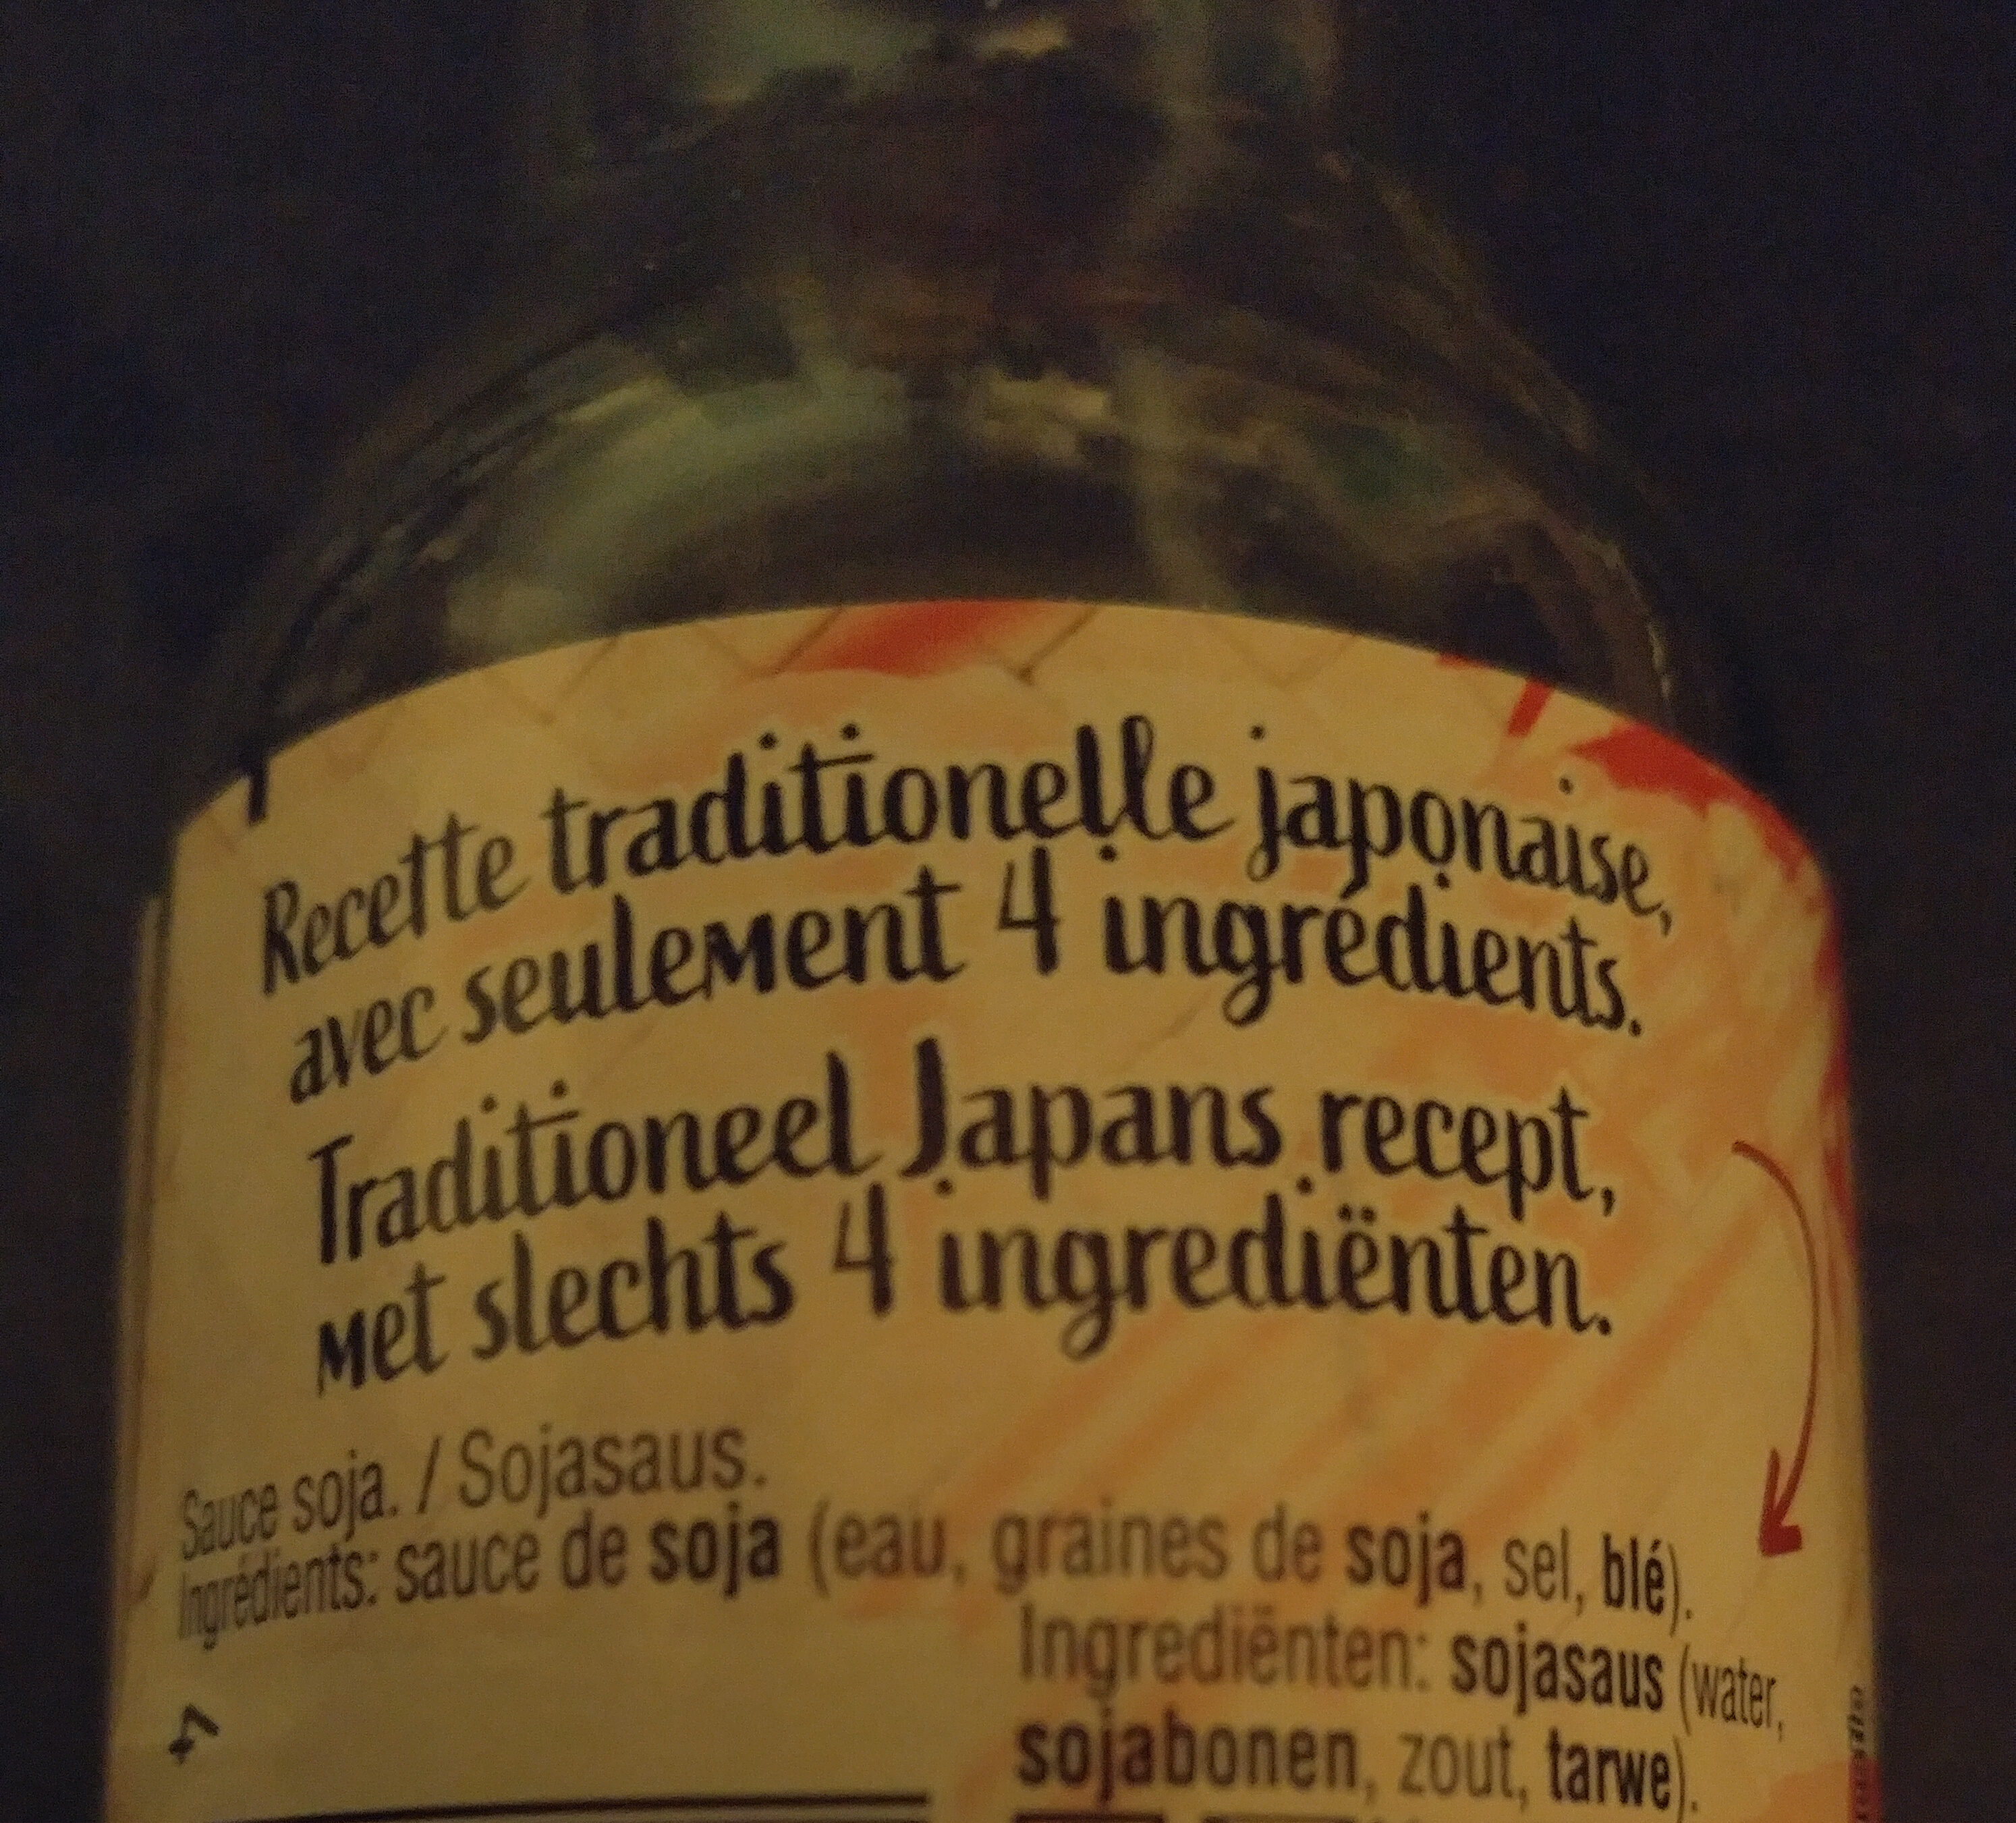 Recette traditionelle japonaise,
avec seulement 4 ingrédients.
Traditioneel Japans recept,
met slechts 4 ingrediënten.
Sauce soja. / Sojasaus.
Ingrédients: sauce de soja (eau, graines de soja, sel, blé).
Ingrediënten: sojasaus (water,
sojabonen, zout, tarwe).